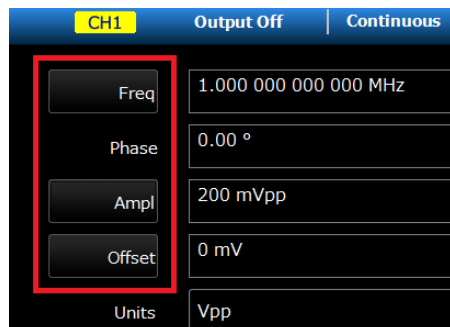 CH1 Output Off Continuous
Freq 1.000 000 000 000 MHz
Phase 0.00 °
Ampl 200 mVpp
Offset 0 mV
Units Vpp